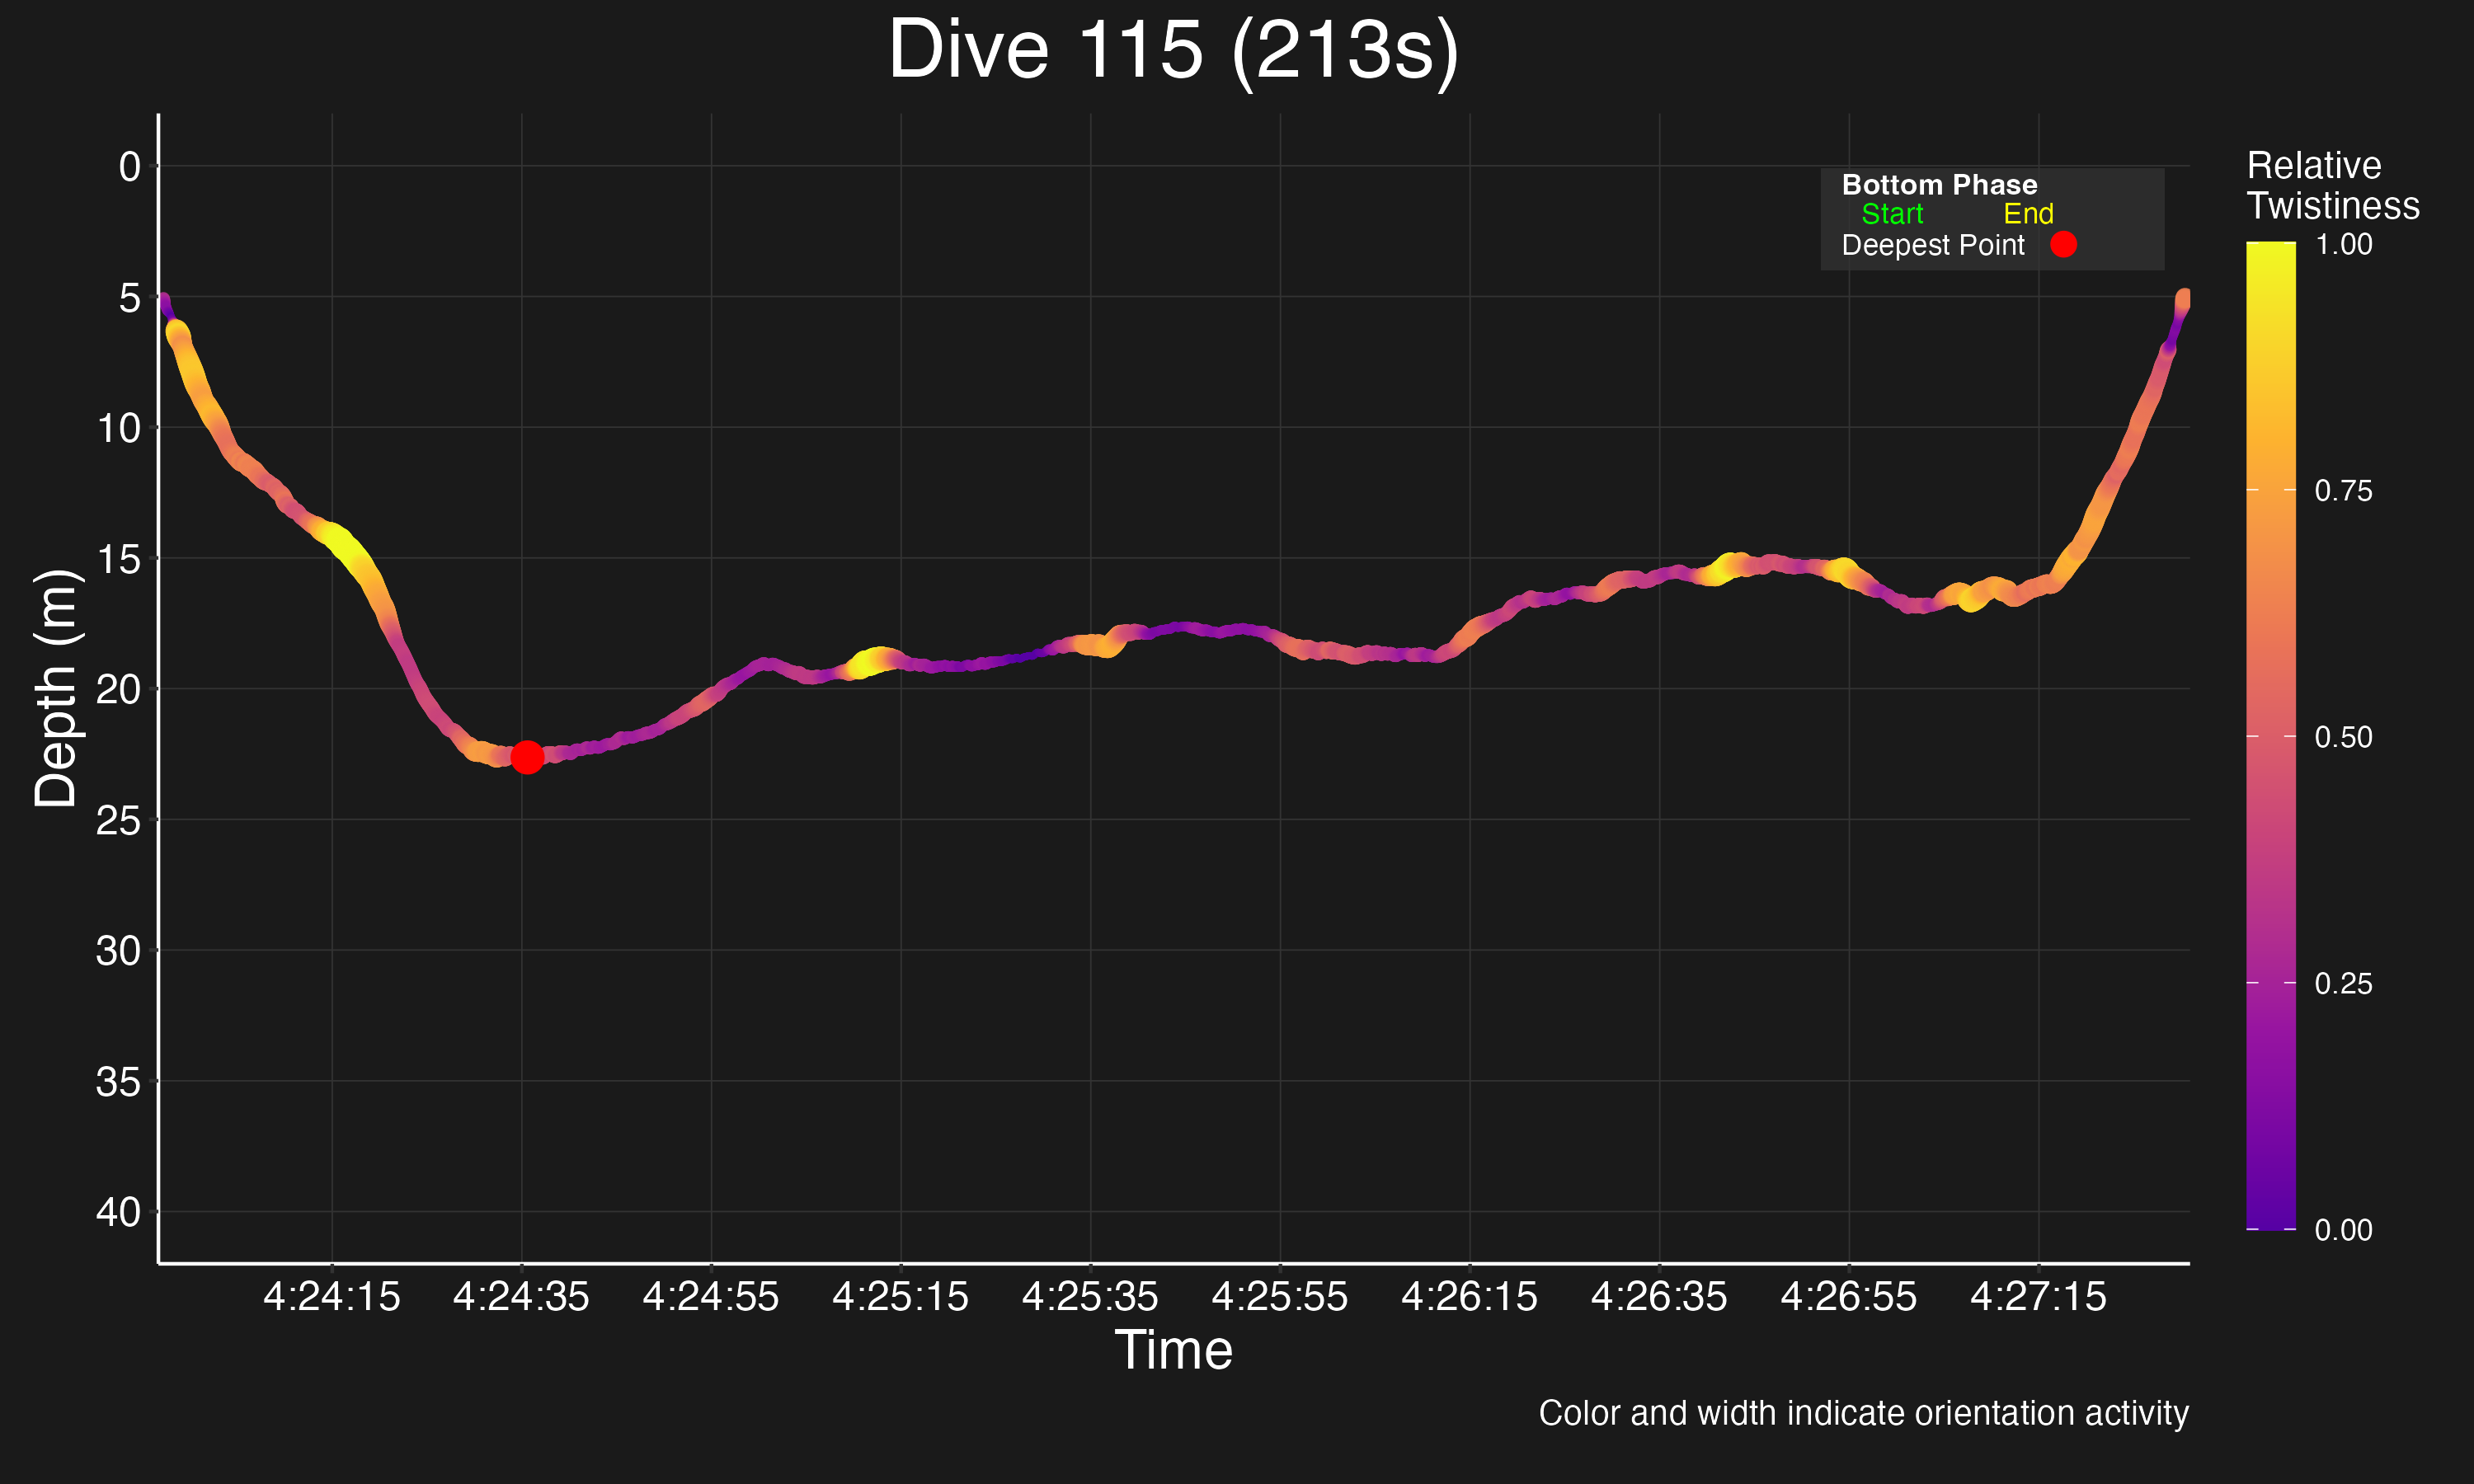 Dive 115 (213s)
Bottom Phase
Start End
Deepest Point
Relative
Twistiness
1.00
0.75
0.50
0.25
0.00
Depth (m)
0
5
10
15
20
25
30
35
40
4:24:15 4:24:35 4:24:55 4:25:15 4:25:35 4:25:55 4:26:15 4:26:35 4:26:55 4:27:15
Time
Color and width indicate orientation activity